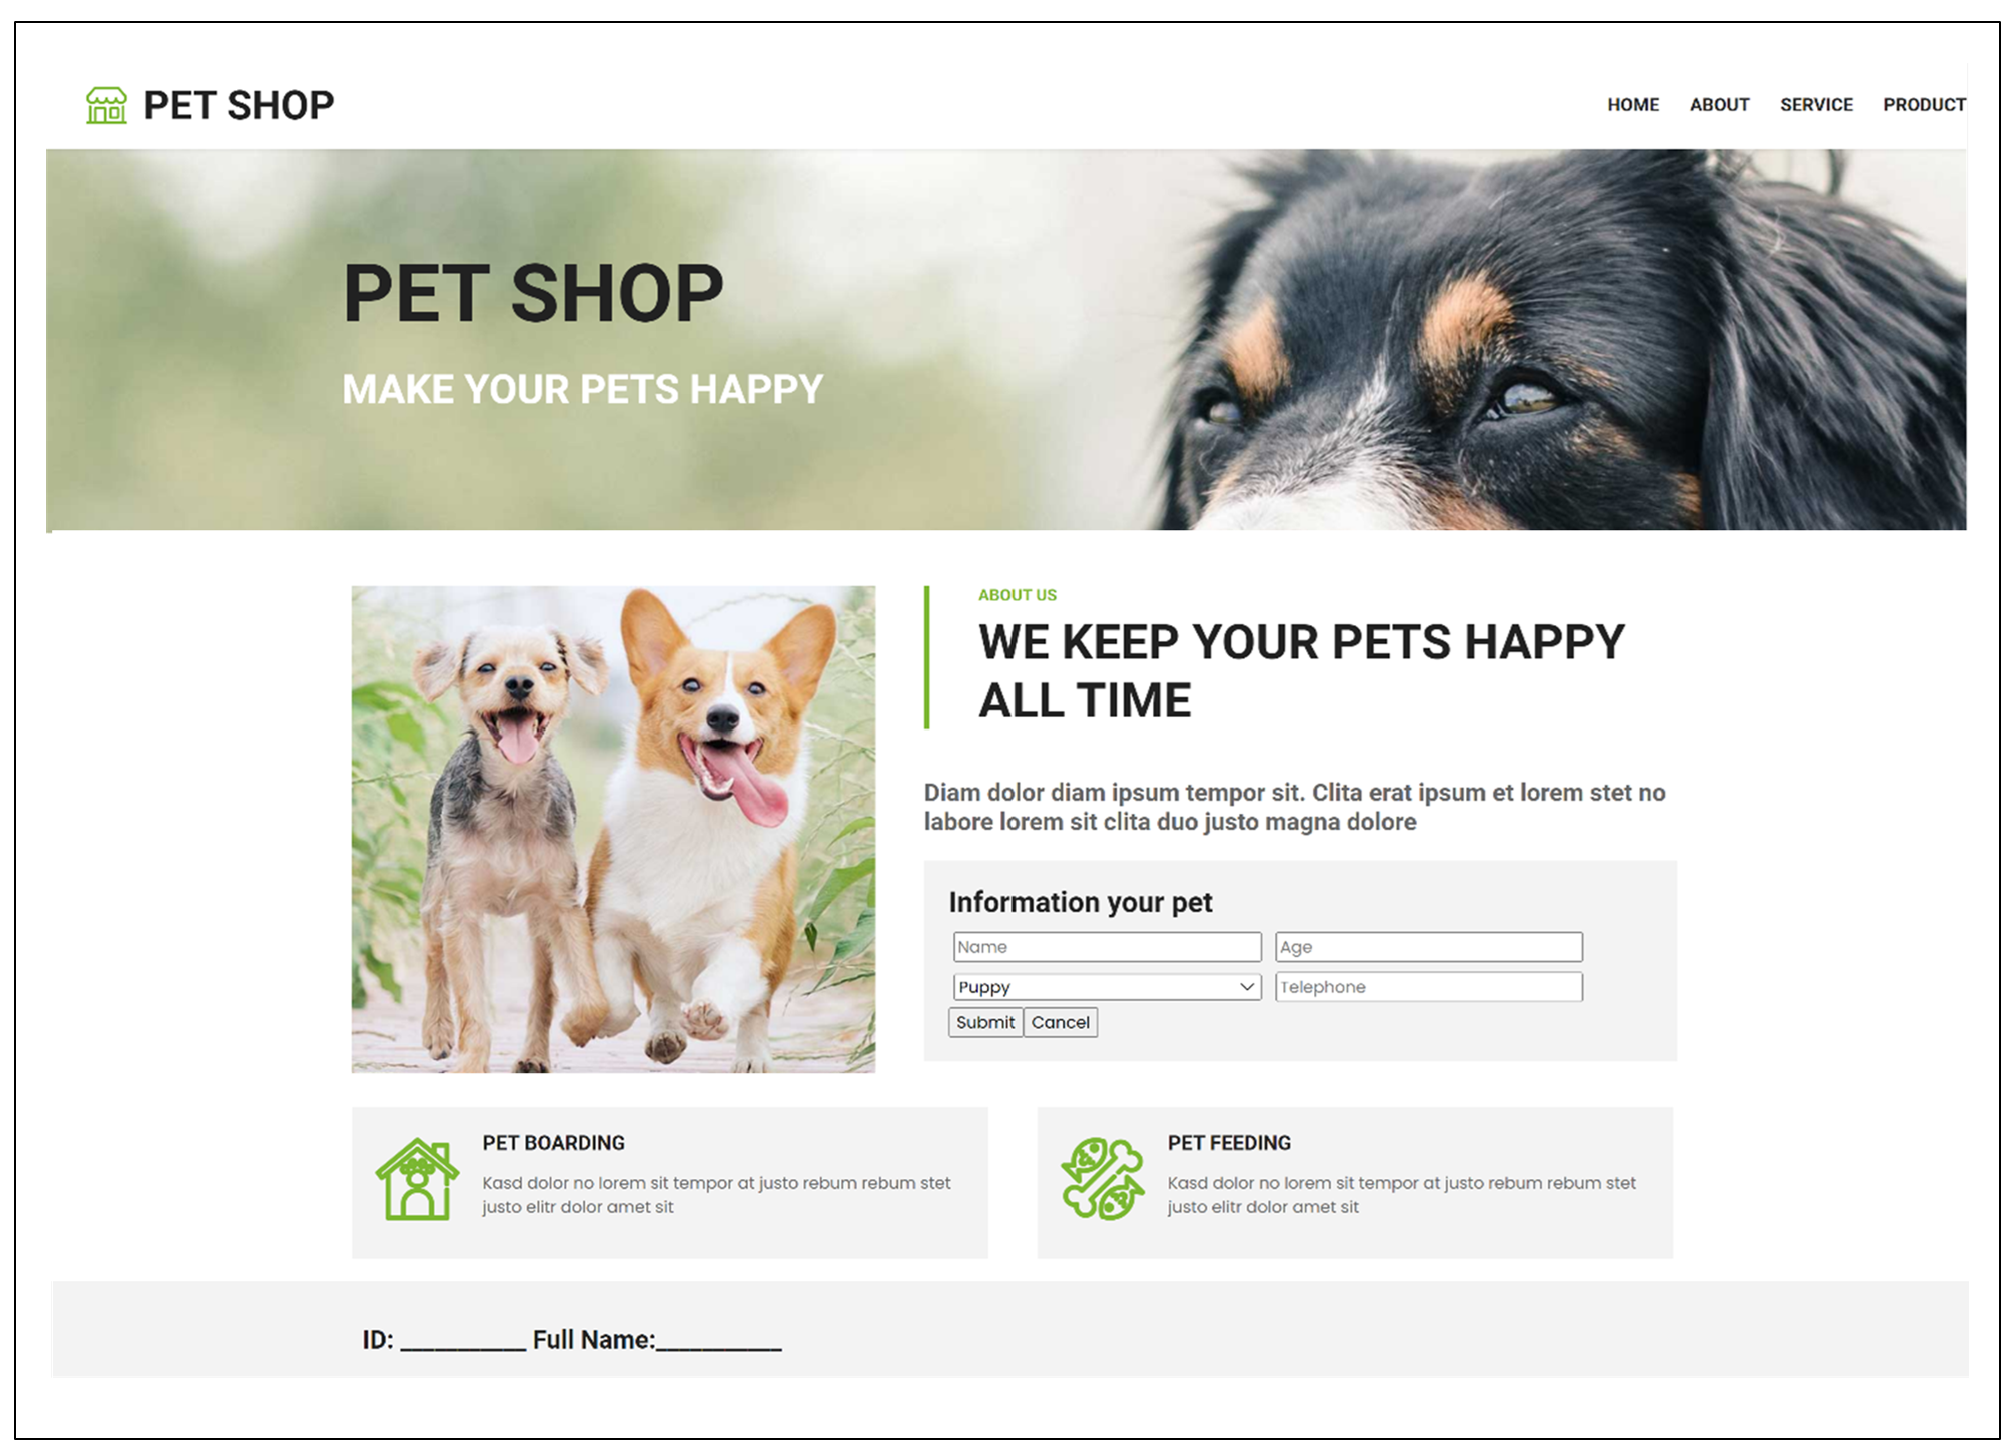 PET SHOP
HOME ABOUT SERVICE PRODUCT
PET SHOP
MAKE YOUR PETS HAPPY
ABOUT US
WE KEEP YOUR PETS HAPPY
ALL TIME
Diam dolor diam ipsum tempor sit. Clita erat ipsum et lorem stet no
labore lorem sit clita duo justo magna dolore
Information your pet
Name Age
Puppy Telephone
Submit Cancel
PET BOARDING
Kasd dolor no lorem sit tempor at justo rebum rebum stet
justo elitr dolor amet sit
PET FEEDING
Kasd dolor no lorem sit tempor at justo rebum rebum stet
justo elitr dolor amet sit
ID: __________ Full Name:__________